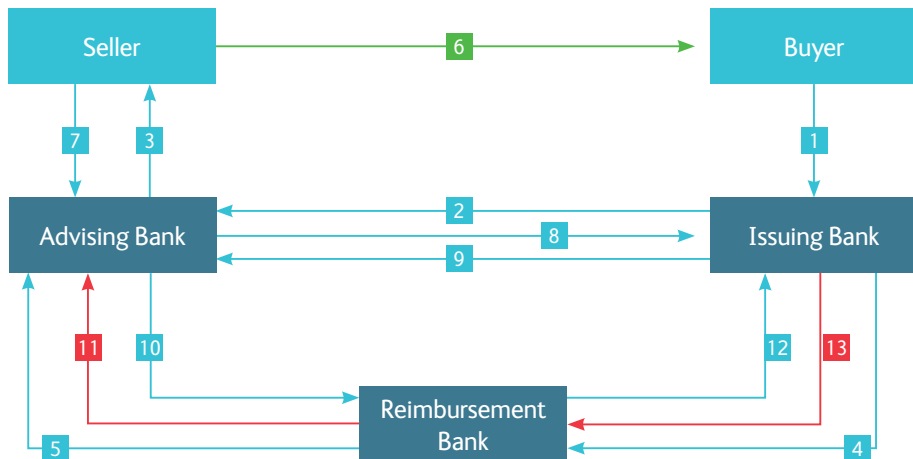 Seller
6
Buyer
7
3
1
2
Advising Bank
8
Issuing Bank
9
11
10
12
13
Reimbursement
Bank
5
4